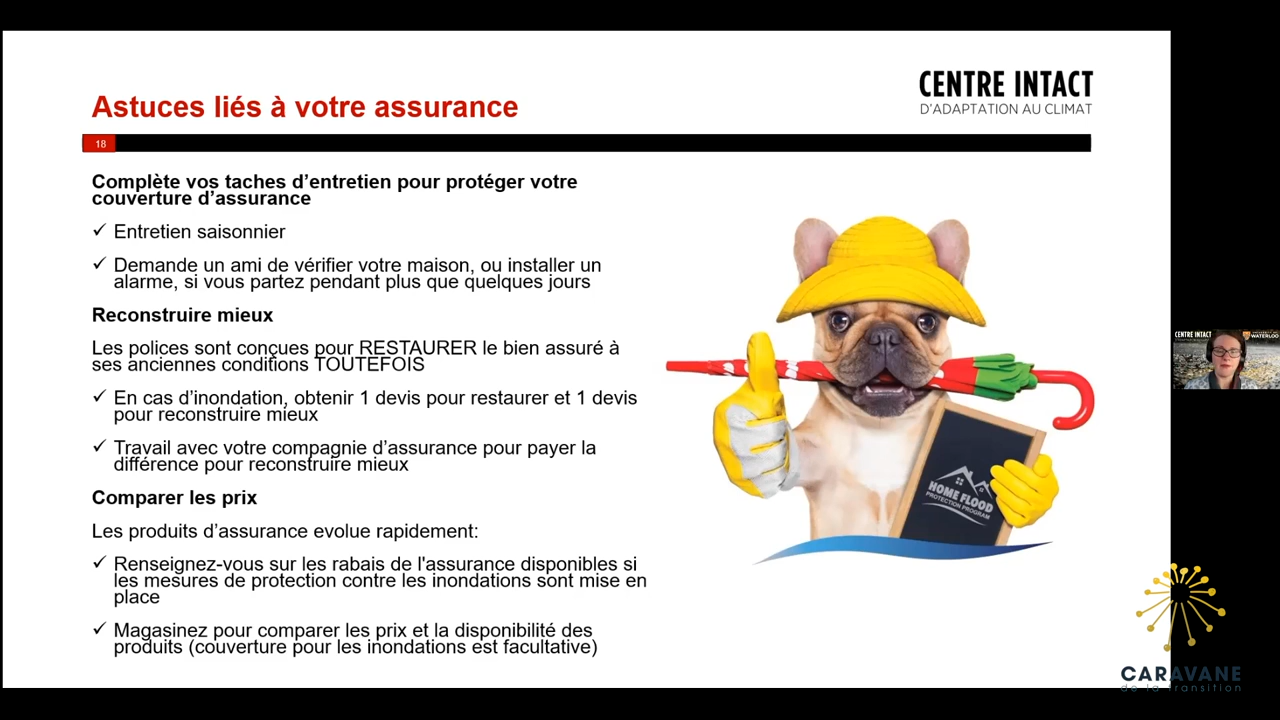 Astuces liés à votre assurance
CENTRE INTACT
D'ADAPTATION AU CLIMAT
18
Complète vos taches d’entretien pour protéger votre
couverture d’assurance
✓ Entretien saisonnier
✓ Demande un ami de vérifier votre maison, ou installer un
alarme, si vous partez pendant plus que quelques jours
Reconstruire mieux
Les polices sont conçues pour RESTAURER le bien assuré à
ses anciennes conditions TOUTEFOIS
✓ En cas d’inondation, obtenir 1 devis pour restaurer et 1 devis
pour reconstruire mieux
✓ Travail avec votre compagnie d’assurance pour payer la
différence pour reconstruire mieux
Comparer les prix
Les produits d’assurance evolue rapidement:
✓ Renseignez-vous sur les rabais de l'assurance disponibles si
les mesures de protection contre les inondations sont mise en
place
✓ Magasinez pour comparer les prix et la disponibilité des
produits (couverture pour les inondations est facultative)
HOME FLOOD
PROTECTION PROGRAM
CENTRE INTACT
WATERLOO
CARAVANE
de la transition